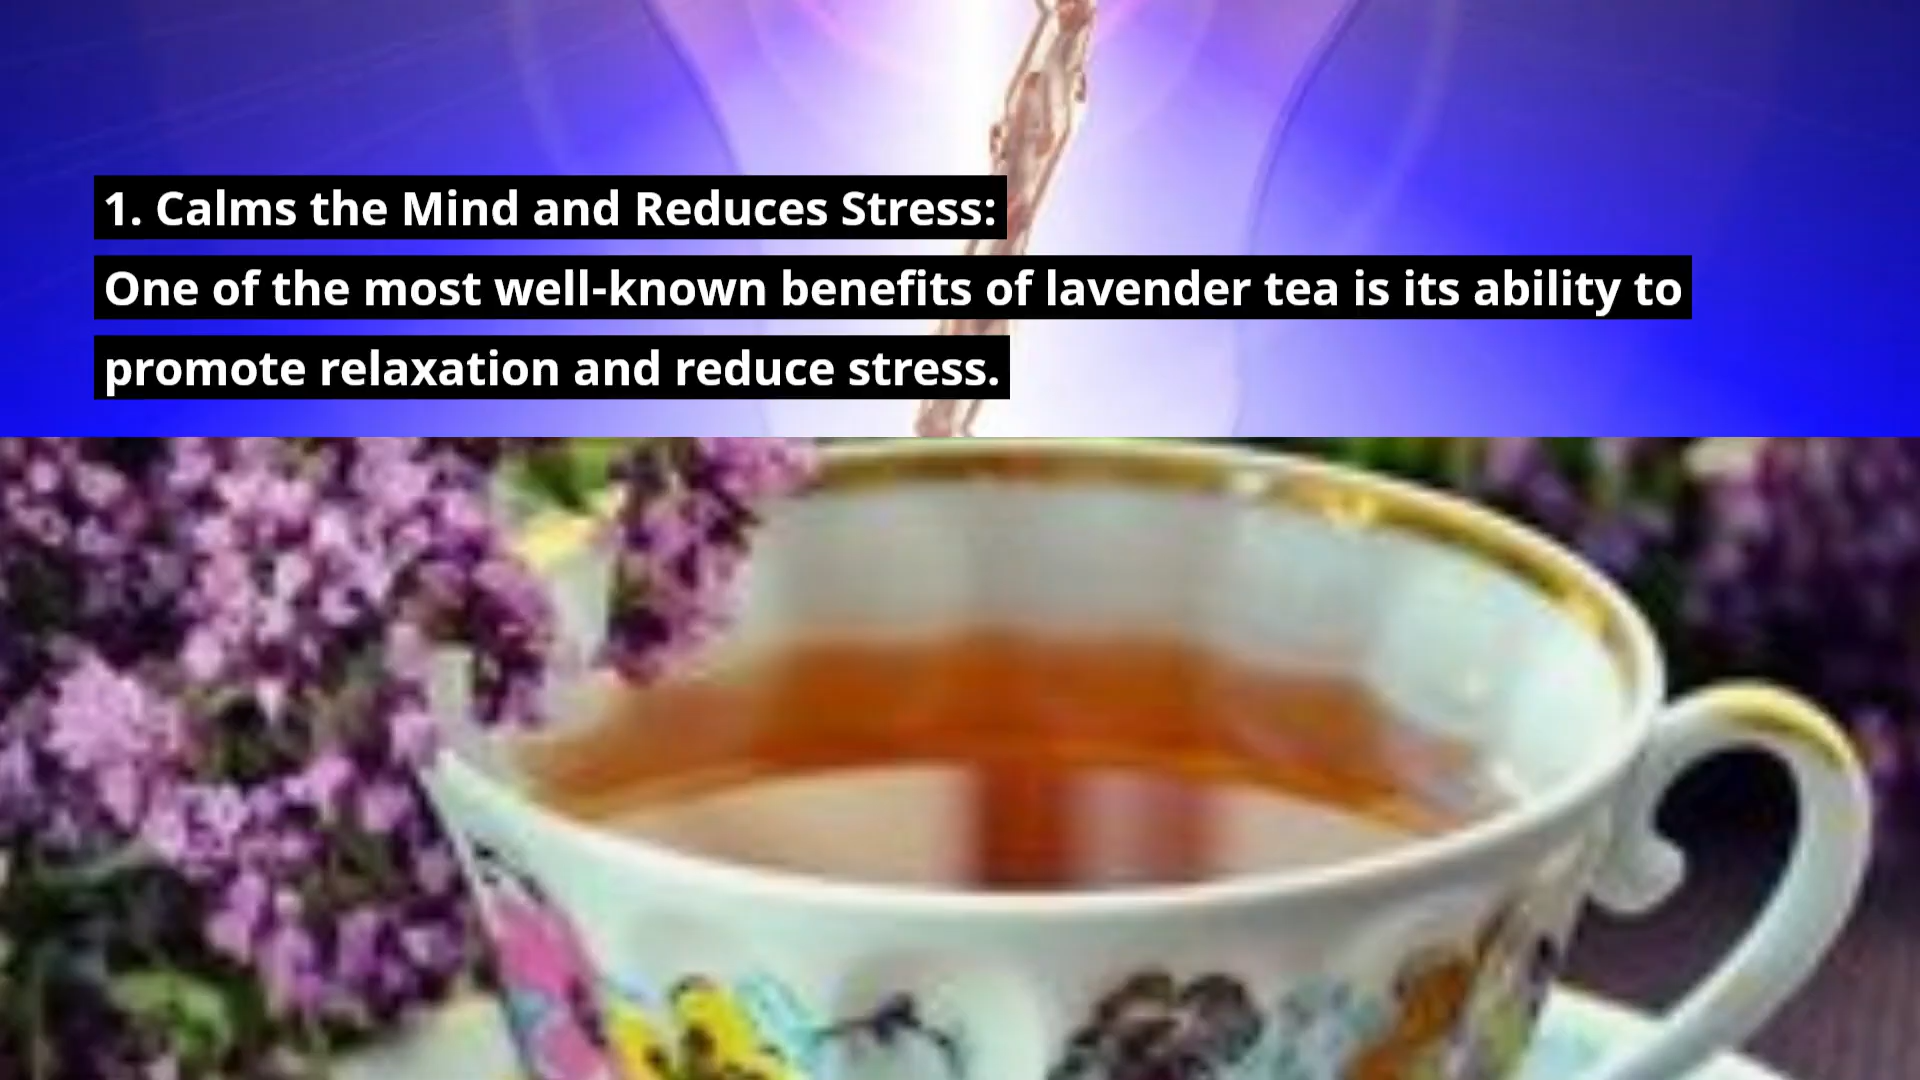 1. Calms the Mind and Reduces Stress:
One of the most well-known benefits of lavender tea is its ability to
promote relaxation and reduce stress.